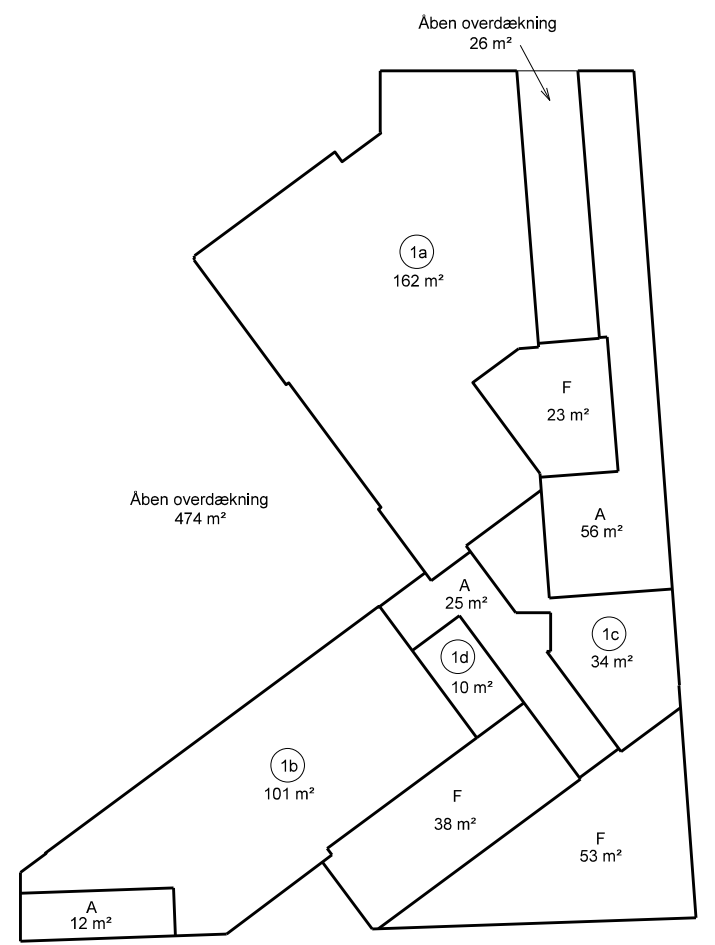 Åben overdækning
26 m²
1a
162 m²
F
23 m²
Åben overdækning
474 m²
A
56 m²
A
25 m²
1c
34 m²
1d
10 m²
1b
101 m²
F
38 m²
F
53 m²
A
12 m²